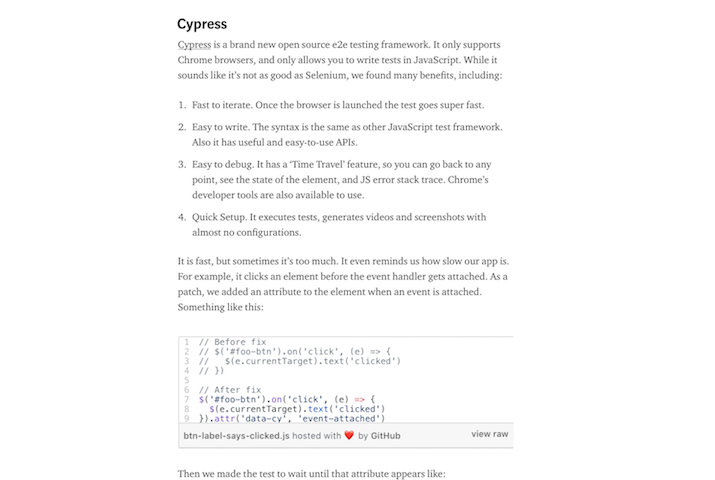 Cypress
Cypress is a brand new open source e2e testing framework. It only supports
Chrome browsers, and only allows you to write tests in JavaScript. While it
sounds like it’s not as good as Selenium, we found many benefits, including:
1. Fast to iterate. Once the browser is launched the test goes super fast.
2. Easy to write. The syntax is the same as other JavaScript test framework.
Also it has useful and easy-to-use APIs.
3. Easy to debug. It has a ‘Time Travel’ feature, so you can go back to any
point, see the state of the element, and JS error stack trace. Chrome’s
developer tools are also available to use.
4. Quick Setup. It executes tests, generates videos and screenshots with
almost no configurations.
It is fast, but sometimes it’s too much. It even reminds us how slow our app is.
For example, it clicks an element before the event handler gets attached. As a
patch, we added an attribute to the element when an event is attached.
Something like this:
1 // Before fix
2 // $('#foo-btn').on('click', (e) => {
3 //   $(e.currentTarget).text('clicked')
4 // })
5
6 // After fix
7 $('#foo-btn').on('click', (e) => {
8   $(e.currentTarget).text('clicked')
9 }).attr('data-cy', 'event-attached')
btn-label-says-clicked.js hosted with ❤ by GitHub view raw
Then we made the test to wait until that attribute appears like: